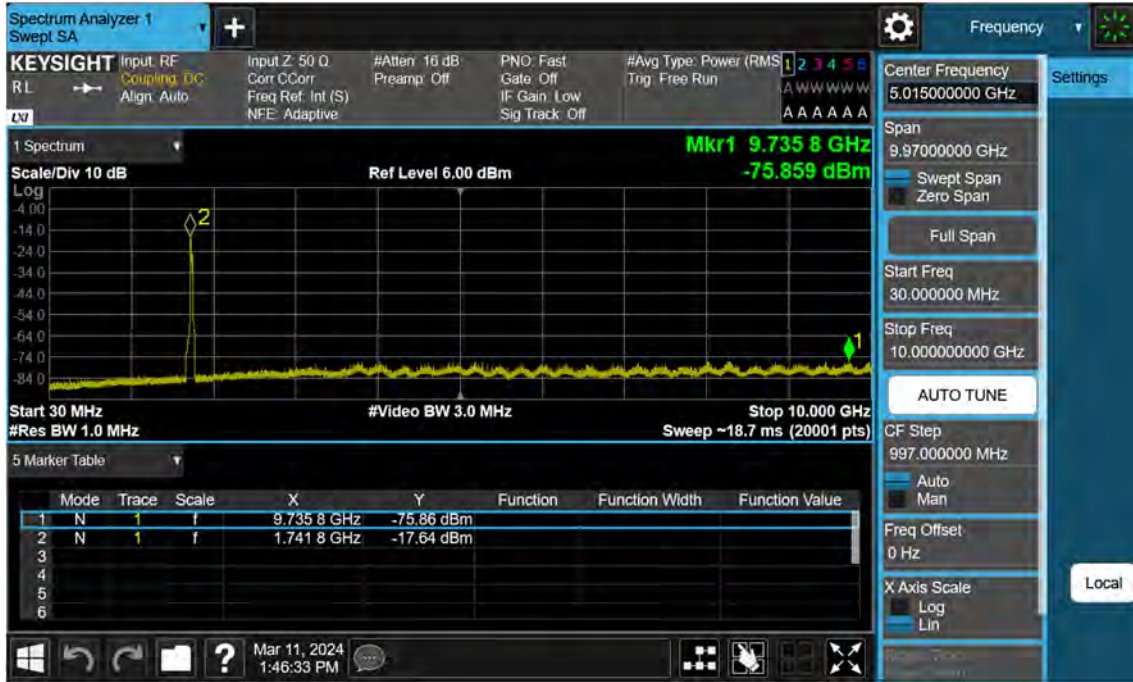 Spectrum Analyzer 1
Swept SA
Frequency
KEYSIGHT
RL
LXI
Input: RF
Coupling: DC
Align: Auto
Input Z: 50 Ω
Corr CCorr
Freq Ref: Int (S)
NFE: Adaptive
#Atten: 16 dB
Preamp: Off
PNO: Fast
Gate: Off
IF Gain: Low
Sig Track: Off
#Avg Type: Power (RMS
Trig: Free Run
1 2 3 4 5 6
A W W W W W
A A A A A A
1 Spectrum
Scale/Div 10 dB
Log
Ref Level 6.00 dBm
Mkr1 9.735 8 GHz
-75.859 dBm
-4.00
-14.0
-24.0
-34.0
-44.0
-54.0
-64.0
-74.0
-84.0
2
1
Start 30 MHz
#Res BW 1.0 MHz
#Video BW 3.0 MHz
Stop 10.000 GHz
Sweep ~18.7 ms (20001 pts)
5 Marker Table
Mode Trace Scale X Y Function Function Width Function Value
1 N 1 f 9.735 8 GHz -75.86 dBm
2 N 1 f 1.741 8 GHz -17.64 dBm
3
4
5
6
Mar 11, 2024
1:46:33 PM
Center Frequency
5.015000000 GHz
Span
9.97000000 GHz
Swept Span
Zero Span
Full Span
Start Freq
30.000000 MHz
Stop Freq
10.000000000 GHz
AUTO TUNE
CF Step
997.000000 MHz
Auto
Man
Freq Offset
0 Hz
X Axis Scale
Log
Lin
Settings
Local